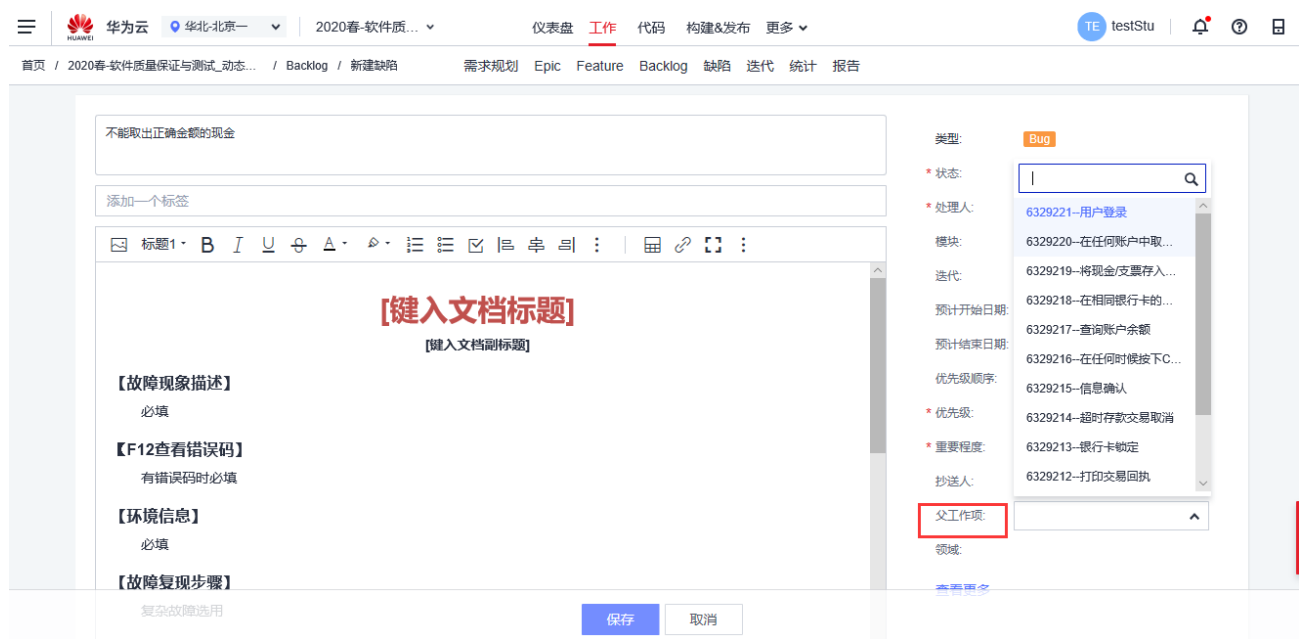 HUAWEI 华为云 华北-北京一 2020春-软件质... 仪表盘 工作 代码 构建&发布 更多 TE testStu
首页 / 2020春-软件质量保证与测试_动态... / Backlog / 新建缺陷 需求规划 Epic Feature Backlog 缺陷 迭代 统计 报告
不能取出正确金额的现金
添加一个标签
标题1 B I U S A
[键入文档标题]
[键入文档副标题]
【故障现象描述】
必填
【F12查看错误码】
有错误码时必填
【环境信息】
必填
【故障复现步骤】
复杂故障选用
类型: Bug
* 状态:
* 处理人:
模块:
迭代:
预计开始日期:
预计结束日期:
优先级顺序:
* 优先级:
* 重要程度:
抄送人:
父工作项:
领域:
查看更多
6329221--用户登录
6329220--在任何账户中取...
6329219--将现金/支票存入...
6329218--在相同银行卡的...
6329217--查询账户余额
6329216--在任何时候按下C...
6329215--信息确认
6329214--超时存款交易取消
6329213--银行卡锁定
6329212--打印交易回执
保存 取消